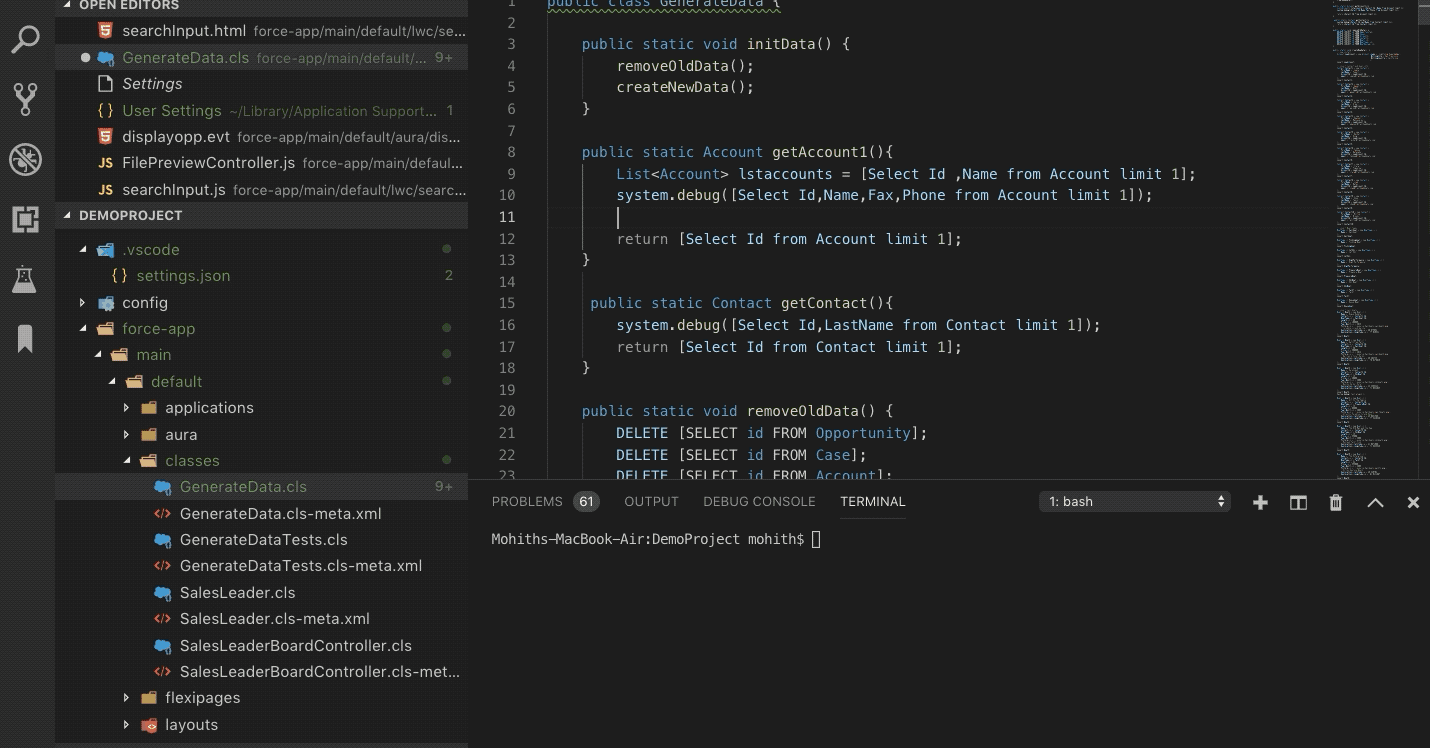 OPEN EDITORS
searchInput.html force-app/main/default/lwc/se...
GenerateData.cls force-app/main/default/... 9+
Settings
{ } User Settings ~/Library/Application Support... 1
displayopp.evt force-app/main/default/aura/dis...
JS FilePreviewController.js force-app/main/defaul...
JS searchInput.js force-app/main/default/lwc/searc...
DEMOPROJECT
.vscode
{ } settings.json 2
config
force-app
main
default
applications
aura
classes
GenerateData.cls 9+
</> GenerateData.cls-meta.xml
GenerateDataTests.cls
</> GenerateDataTests.cls-meta.xml
SalesLeader.cls
</> SalesLeader.cls-meta.xml
SalesLeaderBoardController.cls
</> SalesLeaderBoardController.cls-met...
flexipages
layouts
1 public class GenerateData {
2
3 public static void initData() {
4 removeOldData();
5 createNewData();
6 }
7
8 public static Account getAccount1(){
9 List<Account> lstaccounts = [Select Id ,Name from Account limit 1];
10 system.debug([Select Id,Name,Fax,Phone from Account limit 1]);
11
12 return [Select Id from Account limit 1];
13 }
14
15 public static Contact getContact(){
16 system.debug([Select Id,LastName from Contact limit 1]);
17 return [Select Id from Contact limit 1];
18 }
19
20 public static void removeOldData() {
21 DELETE [SELECT id FROM Opportunity];
22 DELETE [SELECT id FROM Case];
23 DELETE [SELECT id FROM Account];
PROBLEMS 61 OUTPUT DEBUG CONSOLE TERMINAL 1: bash
Mohiths-MacBook-Air:DemoProject mohith$